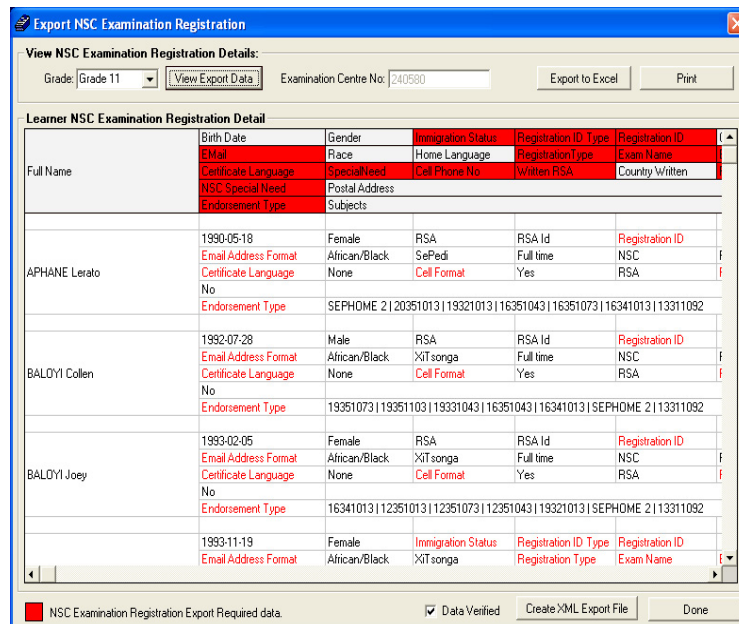 Export NSC Examination Registration
View NSC Examination Registration Details:
Grade: Grade 11 View Export Data Examination Centre No: 240580 Export to Excel Print
Learner NSC Examination Registration Detail
Birth Date Gender Immigration Status Registration ID Type Registration ID
EMail Race Home Language RegistrationType Exam Name
Full Name
Certificate Language SpecialNeed Cell Phone No Written RSA Country Written
NSC Special Need Postal Address
Endorsement Type Subjects
1990-05-18 Female RSA RSA Id Registration ID
Email Address Format African/Black SePedi Full time NSC
APHANE Lerato Certificate Language None Cell Format Yes RSA
No
Endorsement Type SEPHOME 2 | 20351013 | 19321013 | 16351043 | 16351073 | 16341013 | 13311092
1992-07-28 Male RSA RSA Id Registration ID
Email Address Format African/Black XiTsonga Full time NSC
BALOYI Collen Certificate Language None Cell Format Yes RSA
No
Endorsement Type 19351073 | 19351103 | 19331043 | 16351043 | 16341013 | SEPHOME 2 | 13311092
1993-02-05 Female RSA RSA Id Registration ID
Email Address Format African/Black XiTsonga Full time NSC
BALOYI Joey Certificate Language None Cell Format Yes RSA
No
Endorsement Type 16341013 | 12351013 | 12351073 | 12351043 | 19321013 | SEPHOME 2 | 13311092
1993-11-19 Female Immigration Status Registration ID Type Registration ID
Email Address Format African/Black XiTsonga Registration Type Exam Name
NSC Examination Registration Export Required data. Data Verified Create XML Export File Done